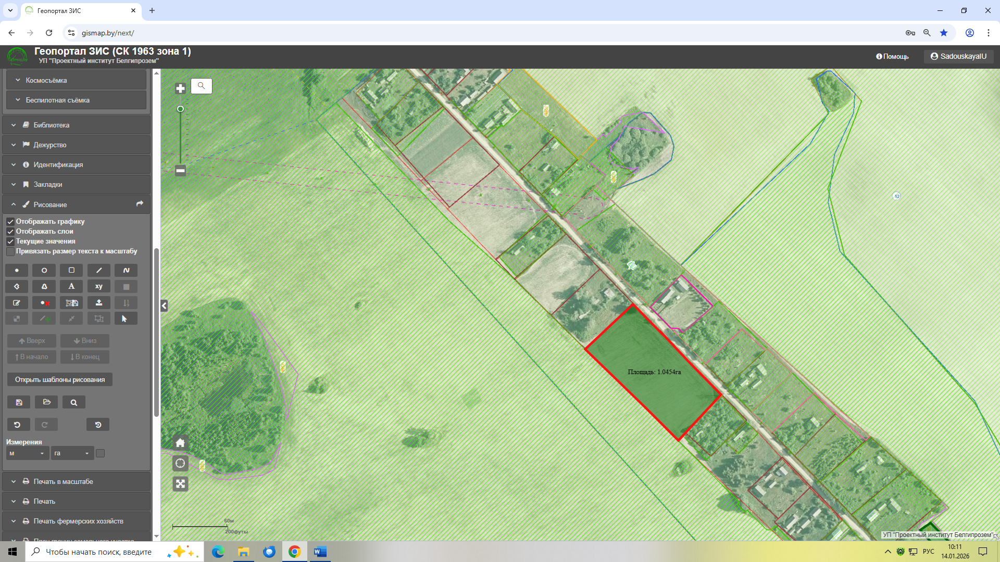 Геопортал ЗИС
gismap.by/next/
Геопортал ЗИС (СК 1963 зона 1)
УП "Проектный институт Белгипрозем"
Помощь
SadouskayaIU
Космосъёмка
Беспилотная съёмка
Библиотека
Дежурство
Идентификация
Закладки
Рисование
Отображать графику
Отображать слои
Текущие значения
Привязать размер текста к масштабу
A
xy
Вверх
Вниз
В начало
В конец
Открыть шаблоны рисования
Измерения
м
га
Печать в масштабе
Печать
Печать фермерских хозяйств
12
Площадь: 1.0454га
60м
200футы
УП "Проектный институт Белгипрозем"
Чтобы начать поиск, введите
РУС
10:11
14.01.2026